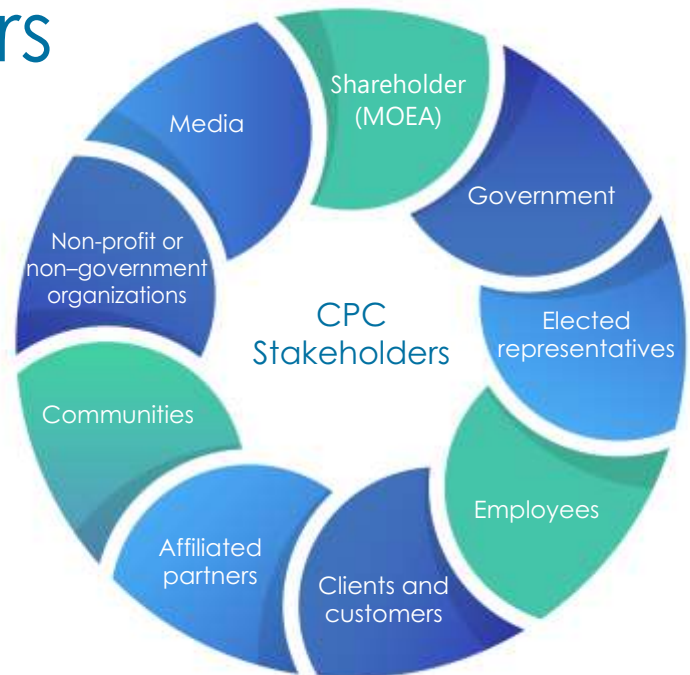 rs
Shareholder
(MOEA)
Government
Elected
representatives
Employees
Clients and
customers
Affiliated
partners
Communities
Non-profit or
non–government
organizations
Media
CPC
Stakeholders